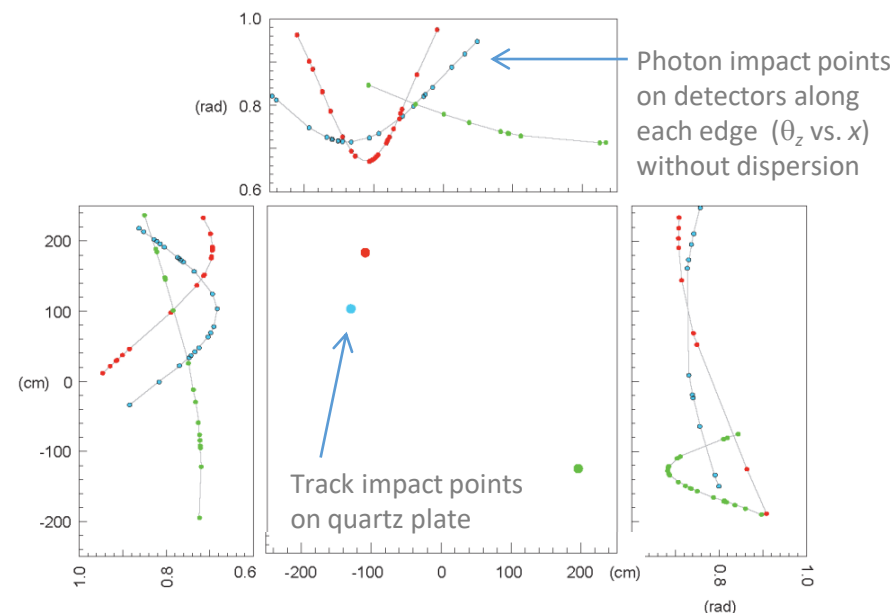 1.0
(rad)
0.8
0.6
Photon impact points
on detectors along
each edge (θz vs. x)
without dispersion
200
100
(cm)
0
-100
-200
Track impact points
on quartz plate
1.0
0.8
0.6
-200
-100
0
100
200
(cm)
0.8
1.0
(rad)